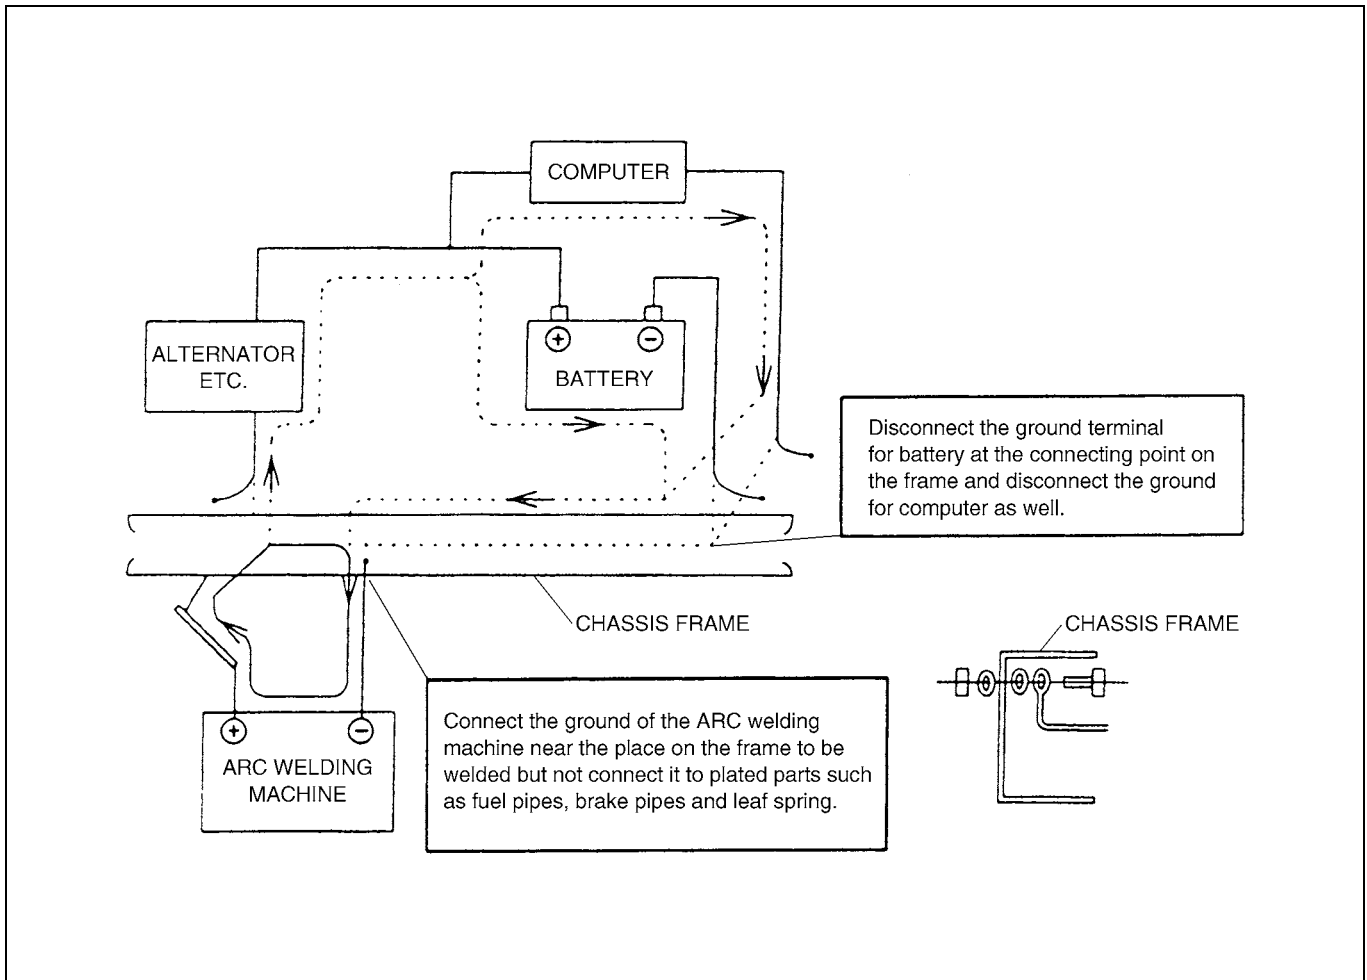 COMPUTER
ALTERNATOR
ETC.
+
−
BATTERY
Disconnect the ground terminal
for battery at the connecting point on
the frame and disconnect the ground
for computer as well.
CHASSIS FRAME
CHASSIS FRAME
+
−
ARC WELDING
MACHINE
Connect the ground of the ARC welding
machine near the place on the frame to be
welded but not connect it to plated parts such
as fuel pipes, brake pipes and leaf spring.